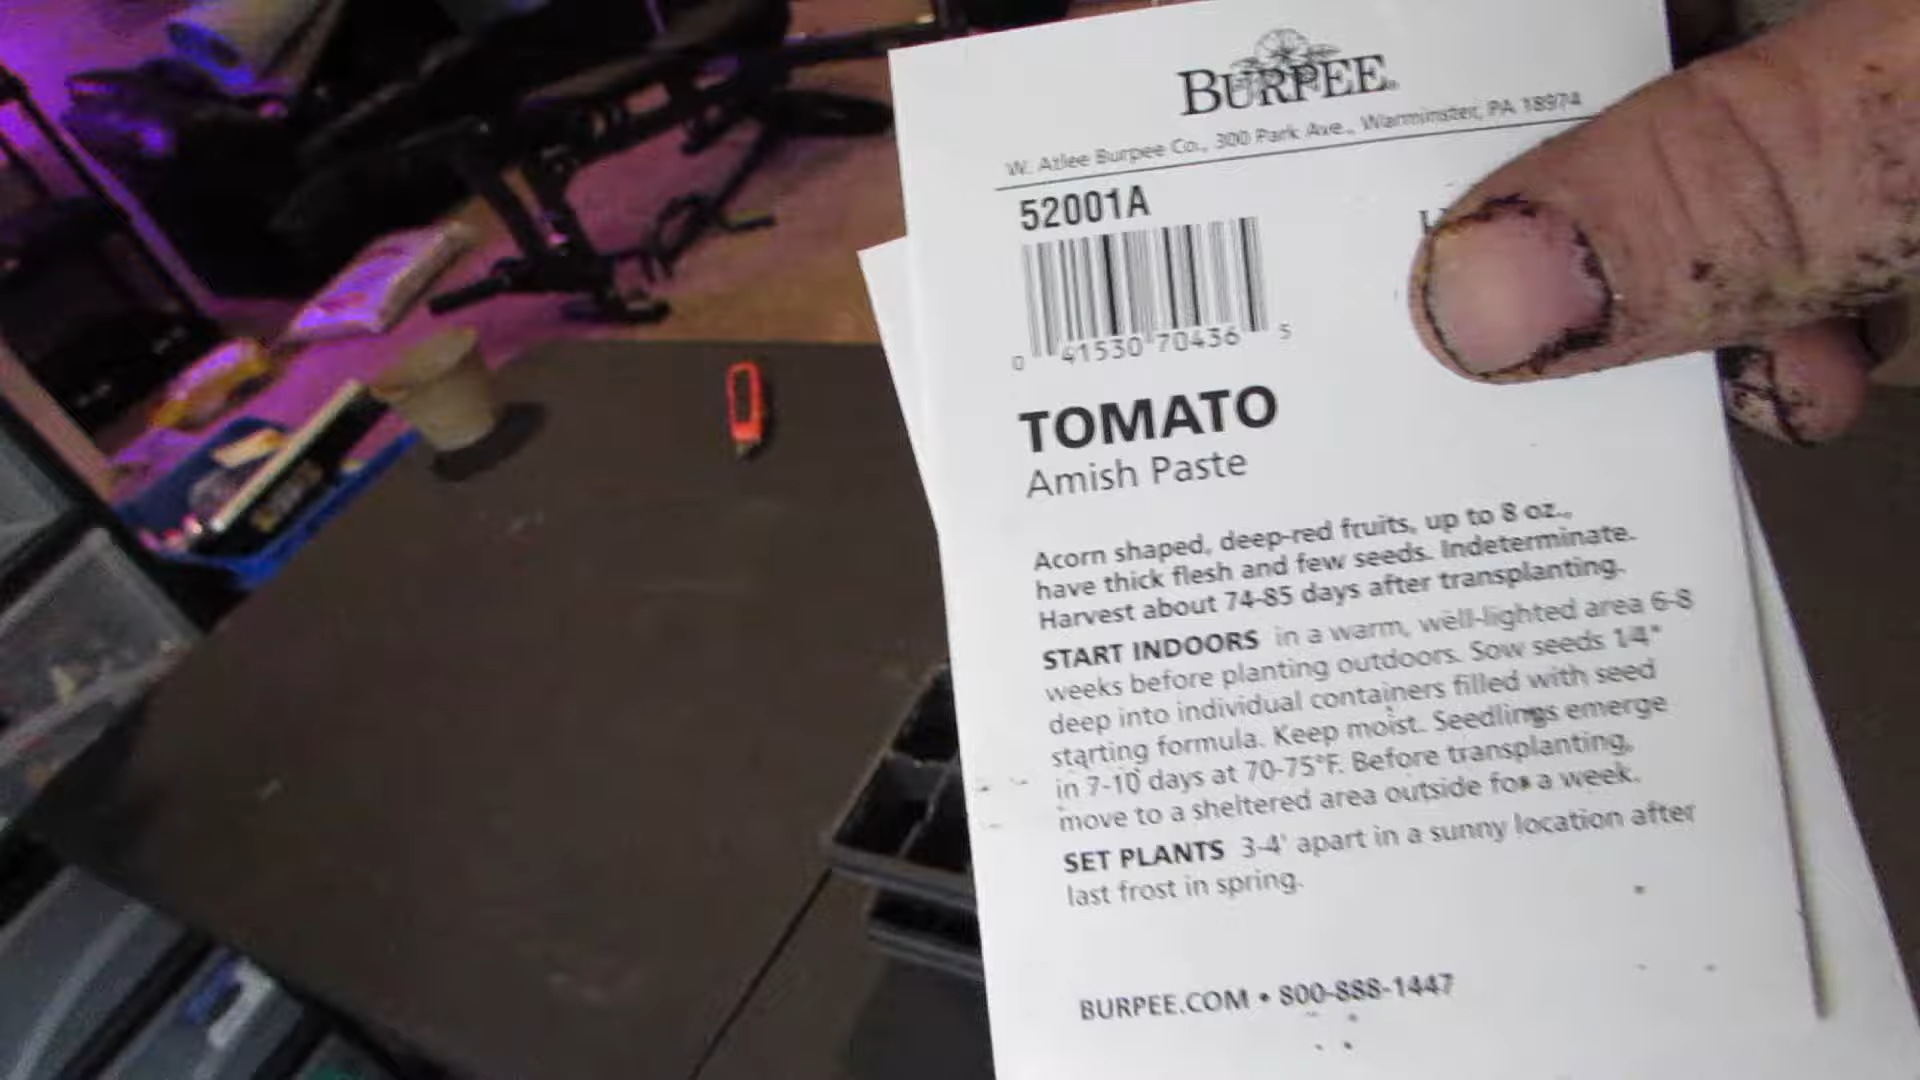 BURPEE
W. Atlee Burpee Co., 300 Park Ave., Warminster, PA 18974
52001A
0 41530 70436 5
TOMATO
Amish Paste
Acorn shaped, deep-red fruits, up to 8 oz.,
have thick flesh and few seeds. Indeterminate.
Harvest about 74-85 days after transplanting.
START INDOORS in a warm, well-lighted area 6-8
weeks before planting outdoors. Sow seeds 1/4"
deep into individual containers filled with seed
starting formula. Keep moist. Seedlings emerge
in 7-10 days at 70-75°F. Before transplanting,
move to a sheltered area outside for a week.
SET PLANTS 3-4' apart in a sunny location after
last frost in spring.
BURPEE.COM • 800-888-1447